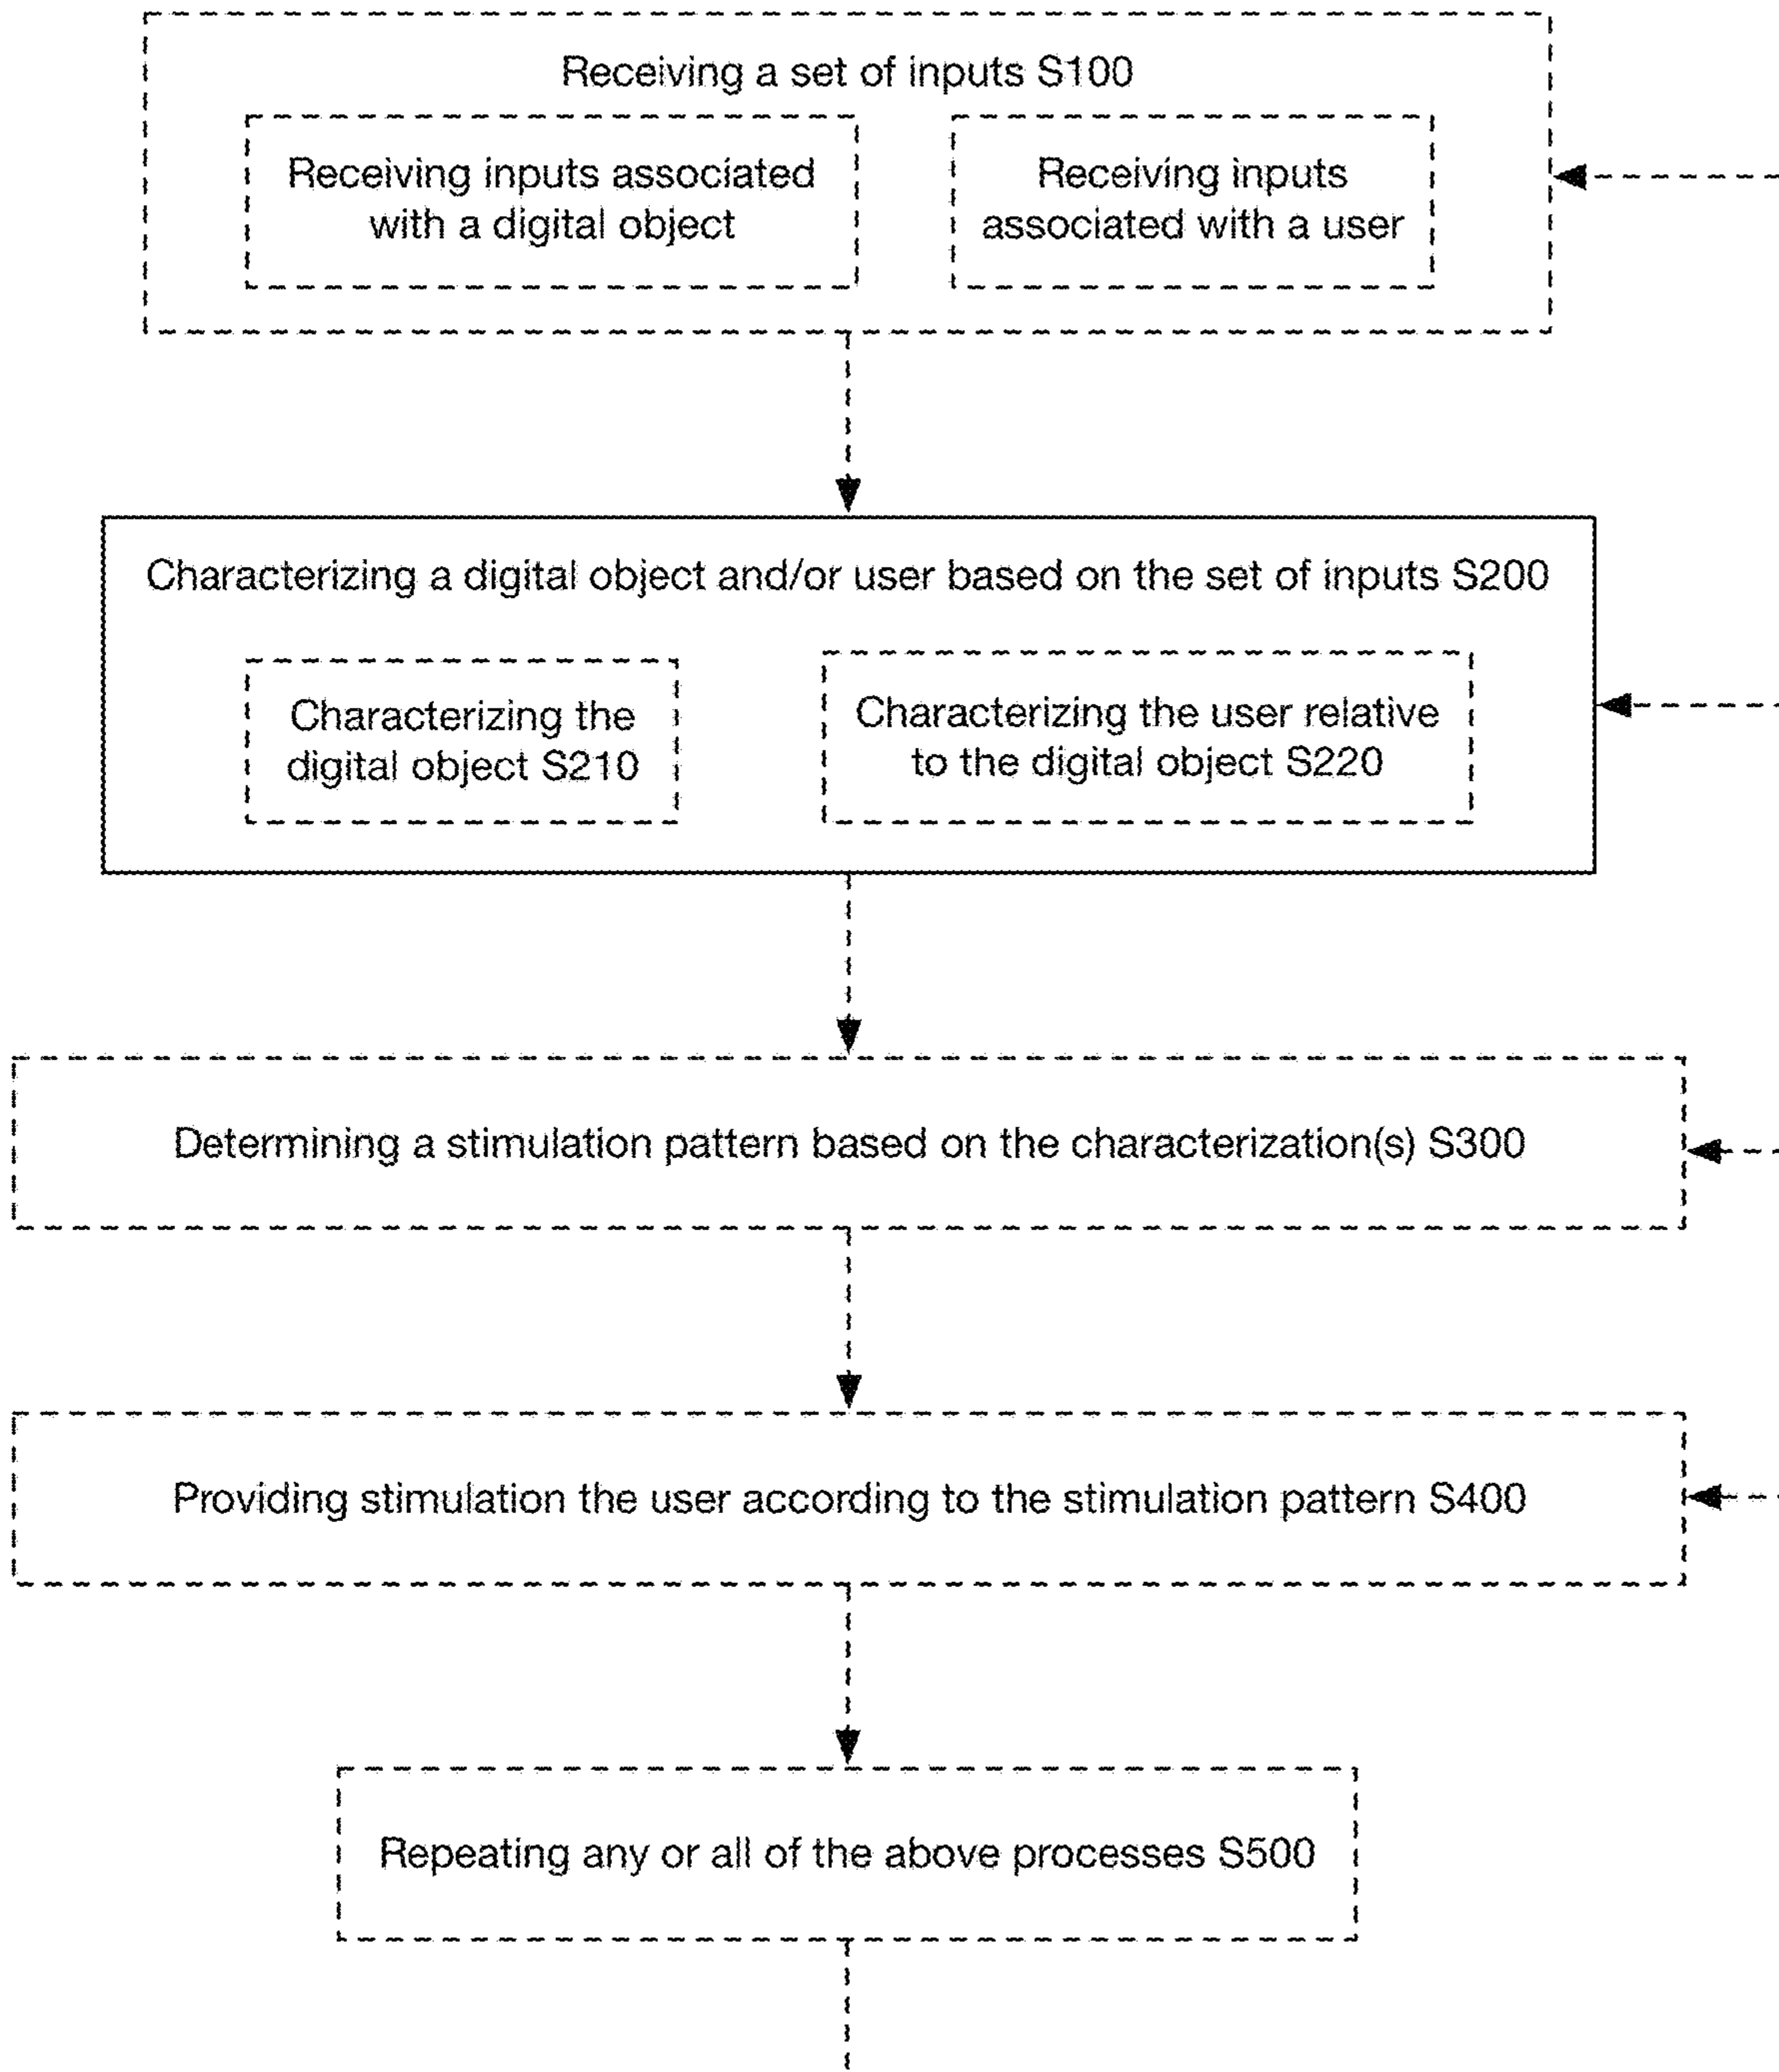 Receiving a set of inputs S100
Receiving inputs associated
with a digital object
Receiving inputs
associated with a user
Characterizing a digital object and/or user based on the set of inputs S200
Characterizing the
digital object S210
Characterizing the user relative
to the digital object S220
Determining a stimulation pattern based on the characterization(s) S300
Providing stimulation the user according to the stimulation pattern S400
Repeating any or all of the above processes S500